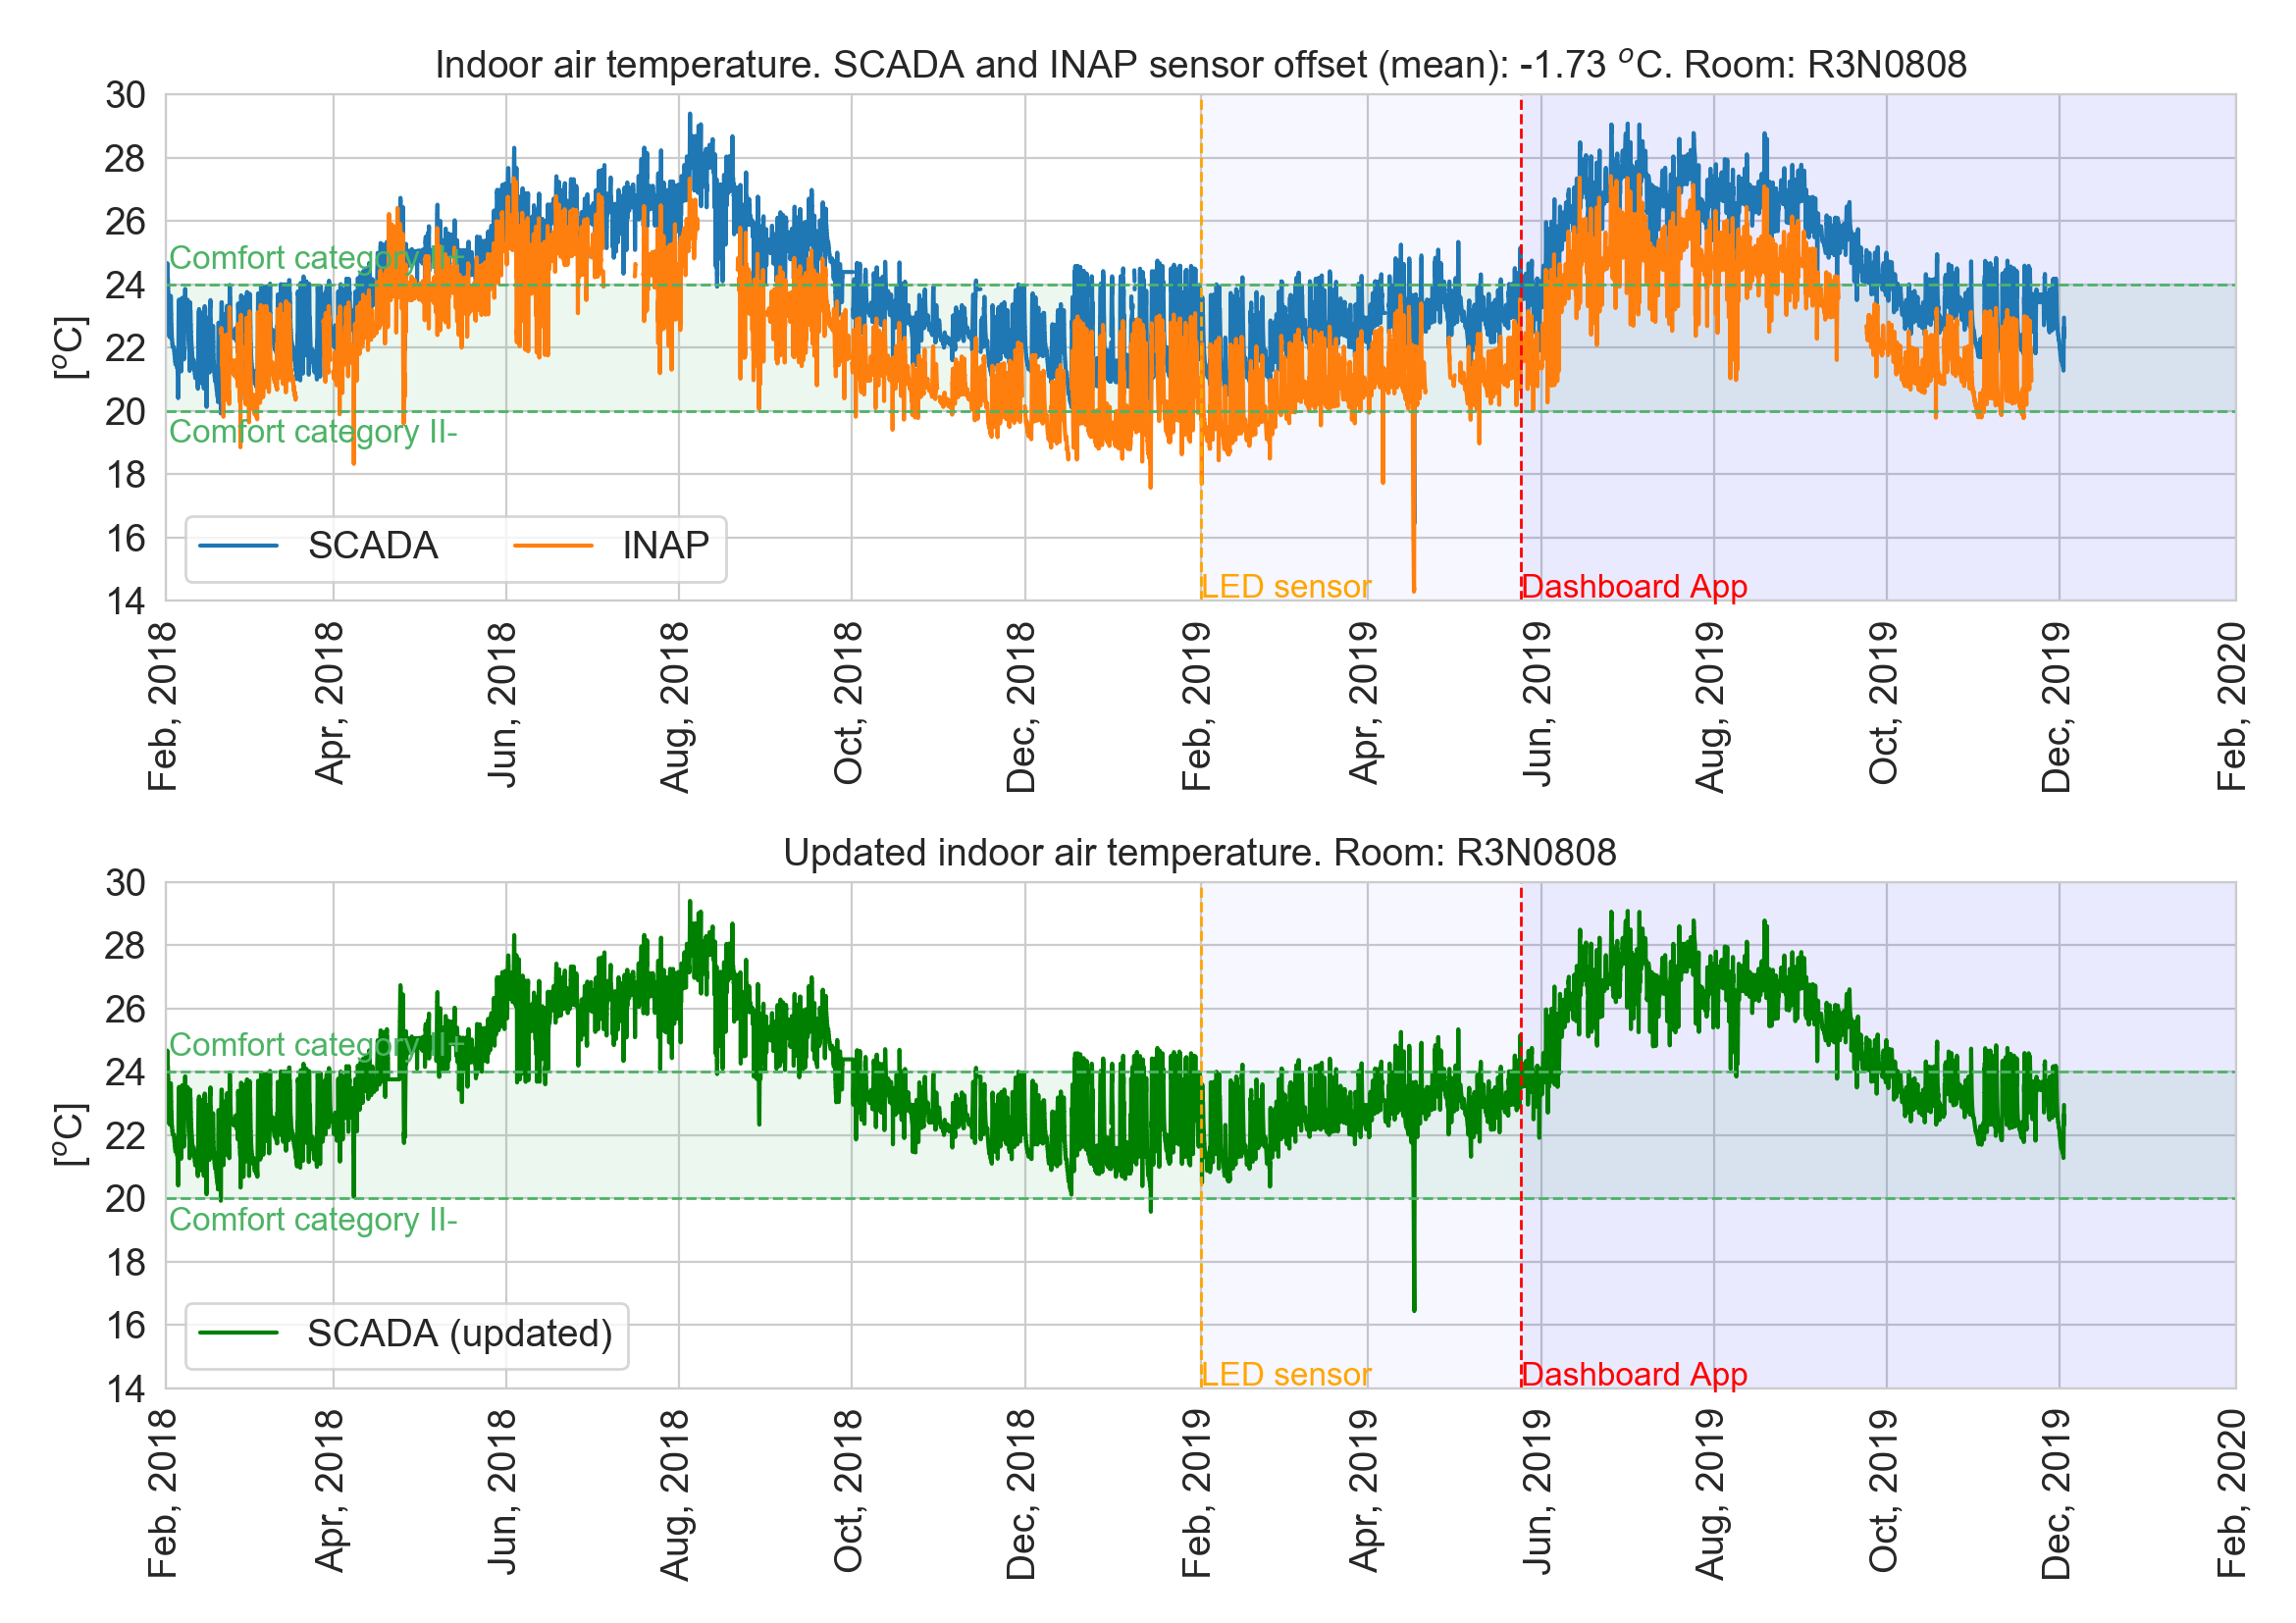 Indoor air temperature. SCADA and INAP sensor offset (mean): -1.73 °C. Room: R3N0808
30
28
26
24
22
20
18
16
14
[°C]
Comfort category II+
Comfort category II-
SCADA
INAP
LED sensor
Dashboard App
Feb, 2018
Apr, 2018
Jun, 2018
Aug, 2018
Oct, 2018
Dec, 2018
Feb, 2019
Apr, 2019
Jun, 2019
Aug, 2019
Oct, 2019
Dec, 2019
Feb, 2020
Updated indoor air temperature. Room: R3N0808
30
28
26
24
22
20
18
16
14
[°C]
Comfort category II+
Comfort category II-
SCADA (updated)
LED sensor
Dashboard App
Feb, 2018
Apr, 2018
Jun, 2018
Aug, 2018
Oct, 2018
Dec, 2018
Feb, 2019
Apr, 2019
Jun, 2019
Aug, 2019
Oct, 2019
Dec, 2019
Feb, 2020